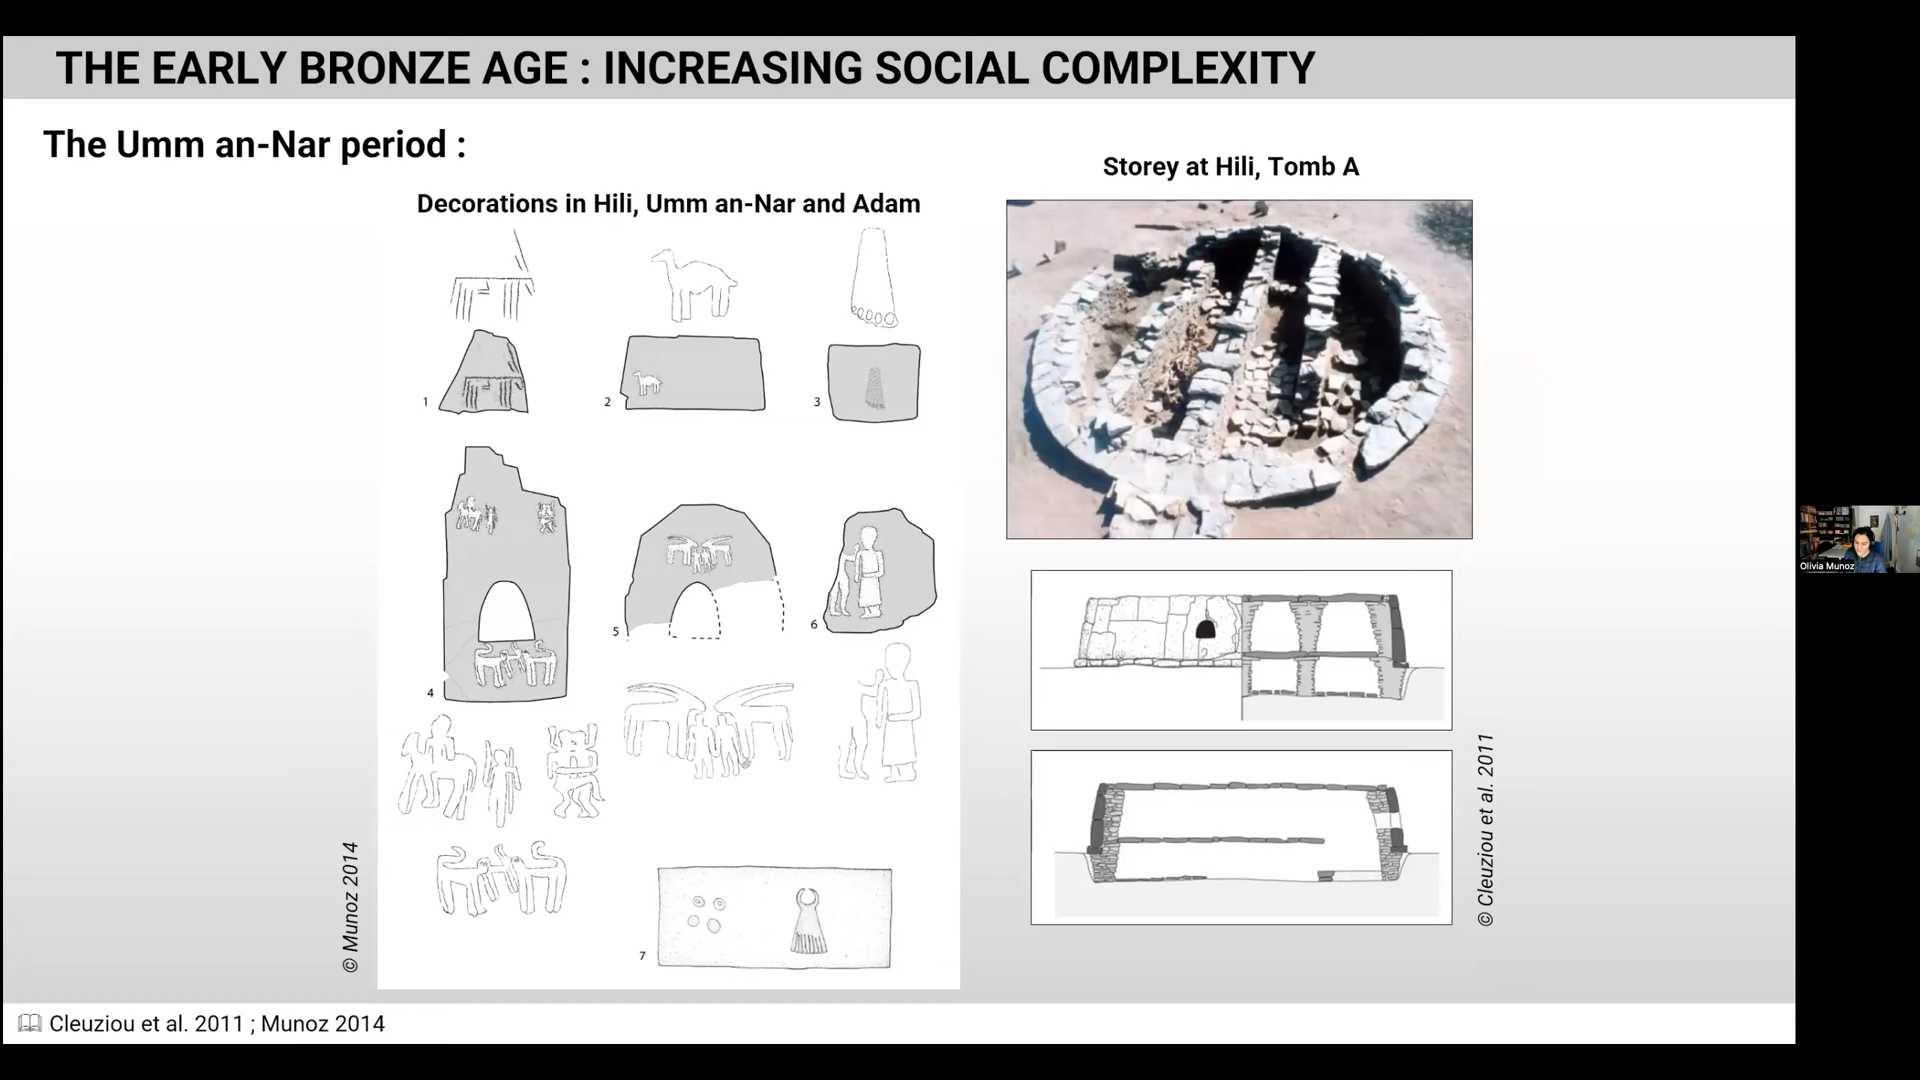 THE EARLY BRONZE AGE : INCREASING SOCIAL COMPLEXITY
The Umm an-Nar period :
Decorations in Hili, Umm an-Nar and Adam
1
2
3
4
5
6
7
© Munoz 2014
Storey at Hili, Tomb A
© Cleuziou et al. 2011
Cleuziou et al. 2011 ; Munoz 2014
Olivia Munoz